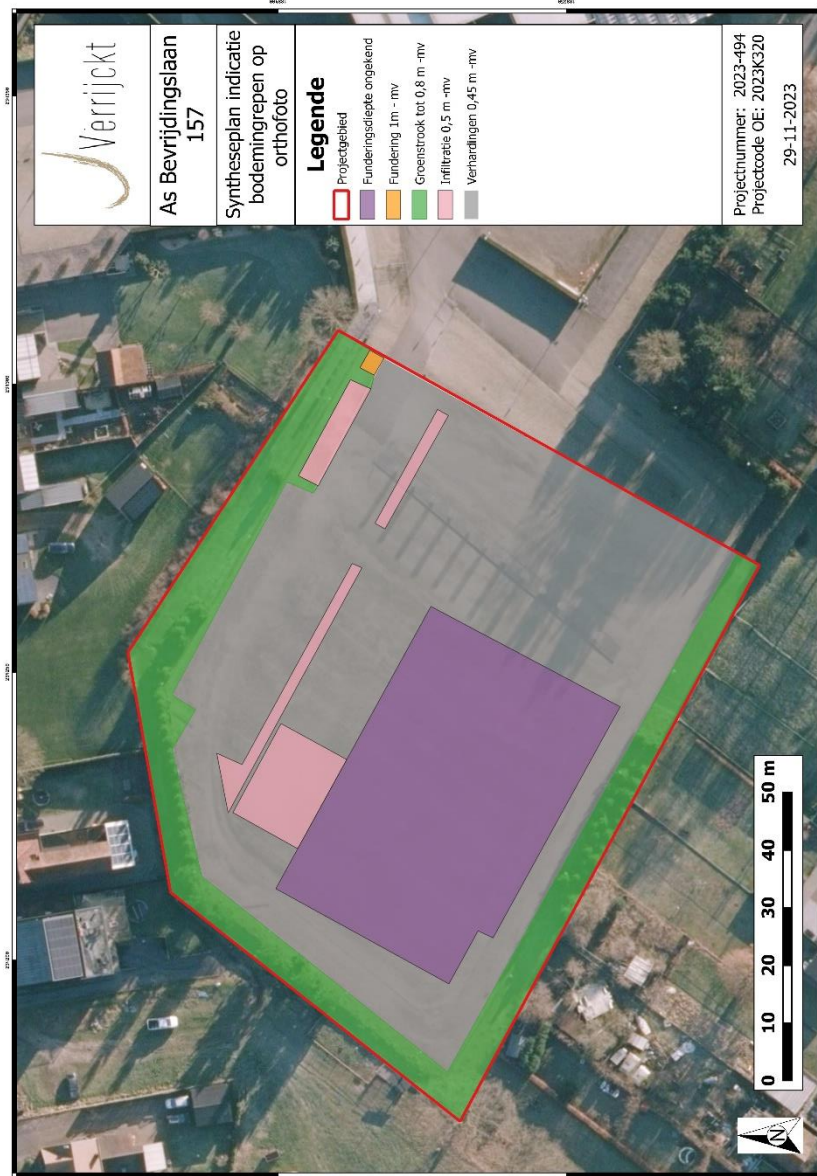 Verrijckt
As Bevrijdingslaan
157
Syntheseplan indicatie
bodemingrepen op
orthofoto
Legende
Projectgebied
Funderingsdiepte ongekend
Fundering 1m - mv
Groenstrook tot 0,8 m -mv
Infiltratie 0,5 m -mv
Verhardingen 0,45 m -mv
Projectnummer: 2023-494
Projectcode OE: 2023K320
29-11-2023
0 10 20 30 40 50 m
N